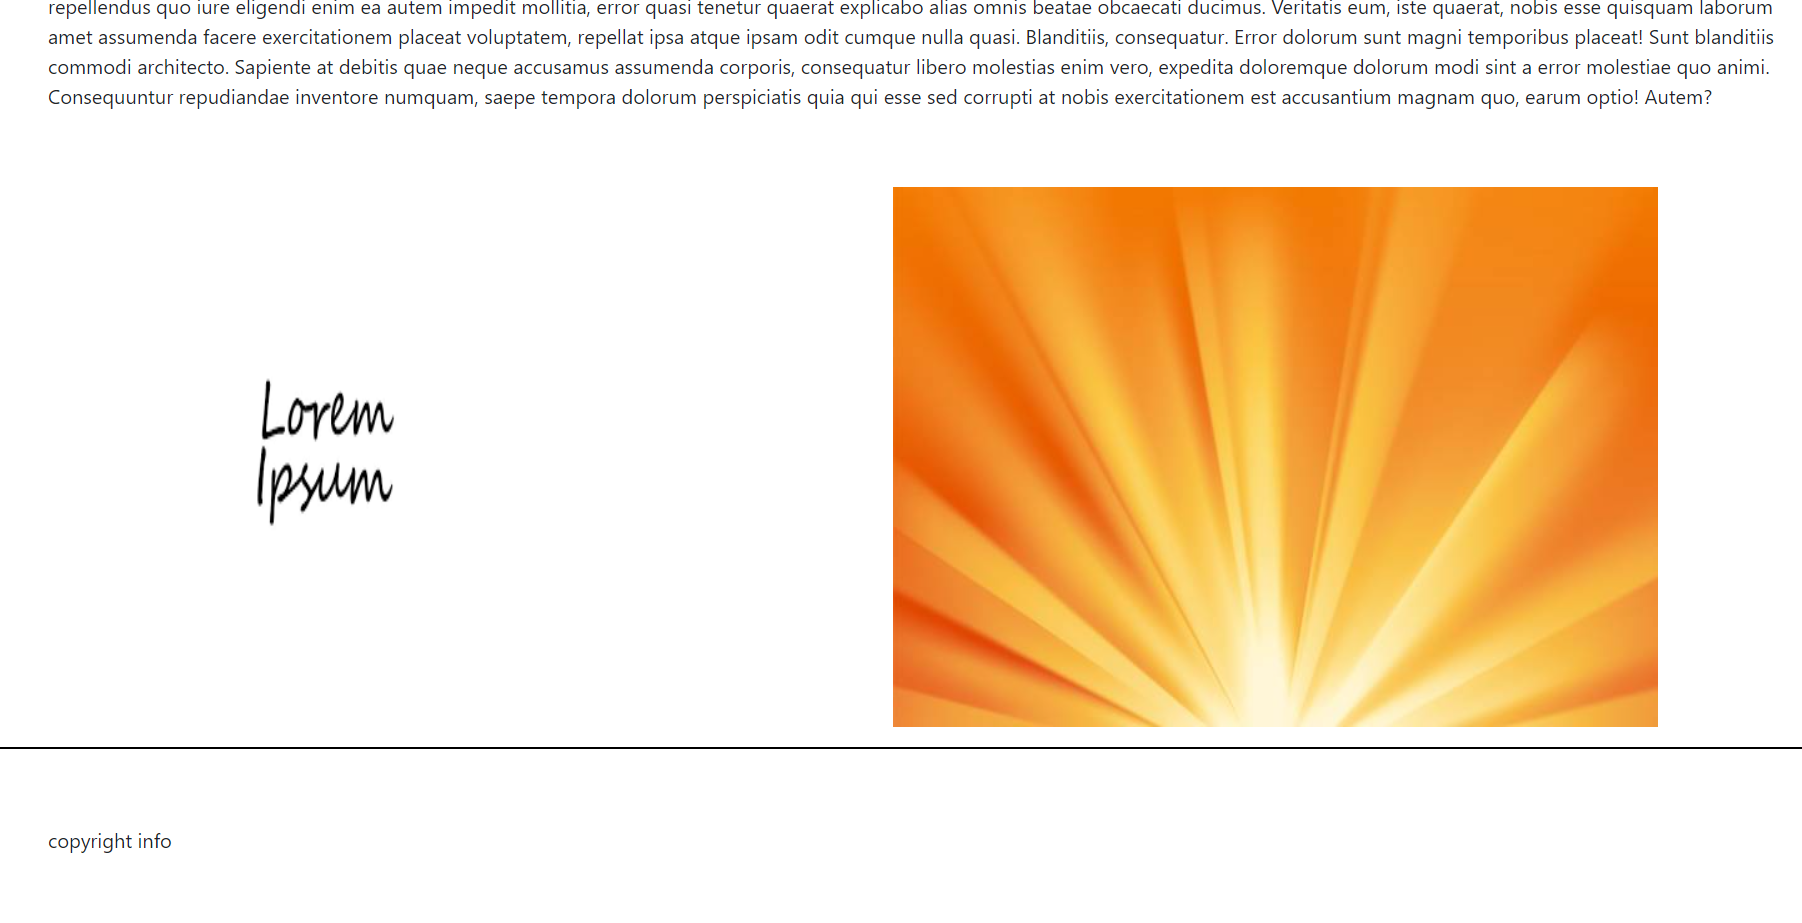 repellendus quo iure eligendi enim ea autem impedit mollitia, error quasi tenetur quaerat explicabo alias omnis beatae obcaecati ducimus. Veritatis eum, iste quaerat, nobis esse quisquam laborum
amet assumenda facere exercitationem placeat voluptatem, repellat ipsa atque ipsam odit cumque nulla quasi. Blanditiis, consequatur. Error dolorum sunt magni temporibus placeat! Sunt blanditiis
commodi architecto. Sapiente at debitis quae neque accusamus assumenda corporis, consequatur libero molestias enim vero, expedita doloremque dolorum modi sint a error molestiae quo animi.
Consequuntur repudiandae inventore numquam, saepe tempora dolorum perspiciatis quia qui esse sed corrupti at nobis exercitationem est accusantium magnam quo, earum optio! Autem?
Lorem
Ipsum
copyright info